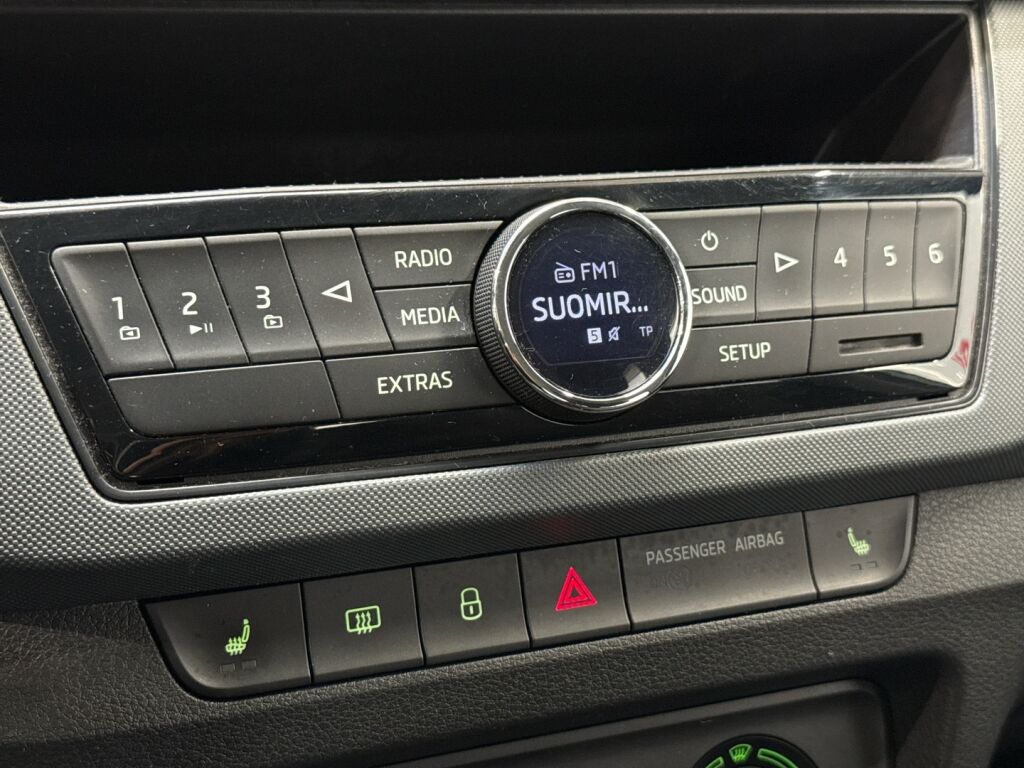 1
2
3
RADIO
MEDIA
EXTRAS
FM1
SUOMIR...
5
TP
SOUND
SETUP
4
5
6
PASSENGER AIRBAG